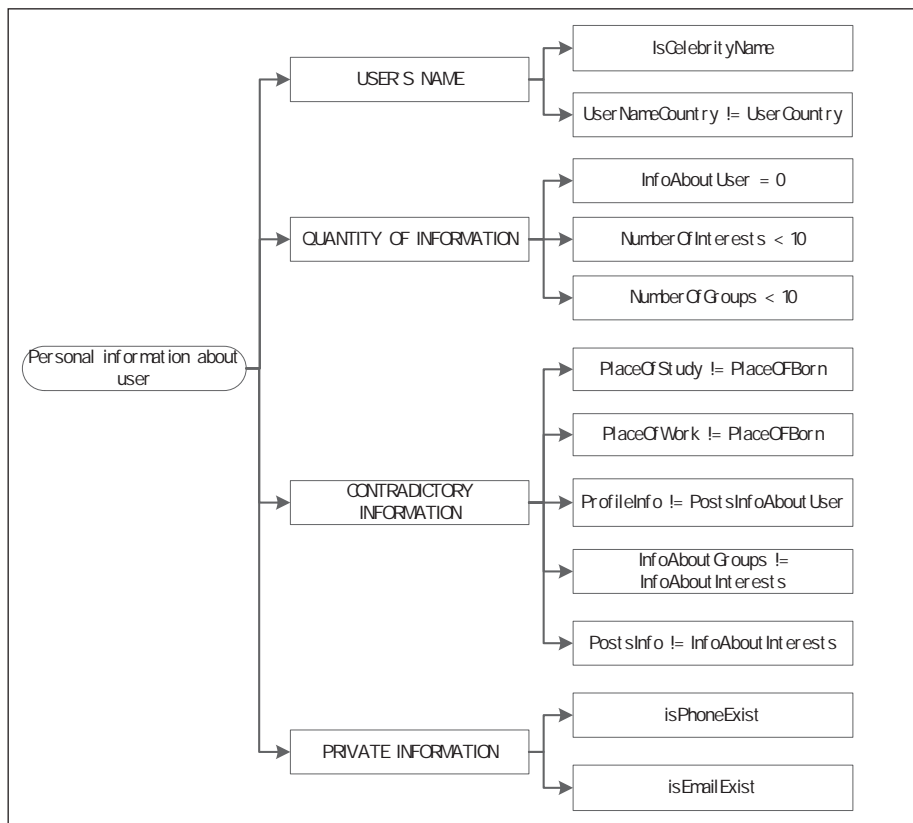 Personal information about
user
USER'S NAME
IsCelebrityName
UserNameCountry != UserCountry
QUANTITY OF INFORMATION
InfoAboutUser = 0
NumberOfInterests < 10
NumberOfGroups < 10
CONTRADICTORY
INFORMATION
PlaceOfStudy != PlaceOFBorn
PlaceOfWork != PlaceOFBorn
ProfileInfo != PostsInfoAboutUser
InfoAboutGroups !=
InfoAboutInterests
PostsInfo != InfoAboutInterests
PRIVATE INFORMATION
isPhoneExist
isEmailExist